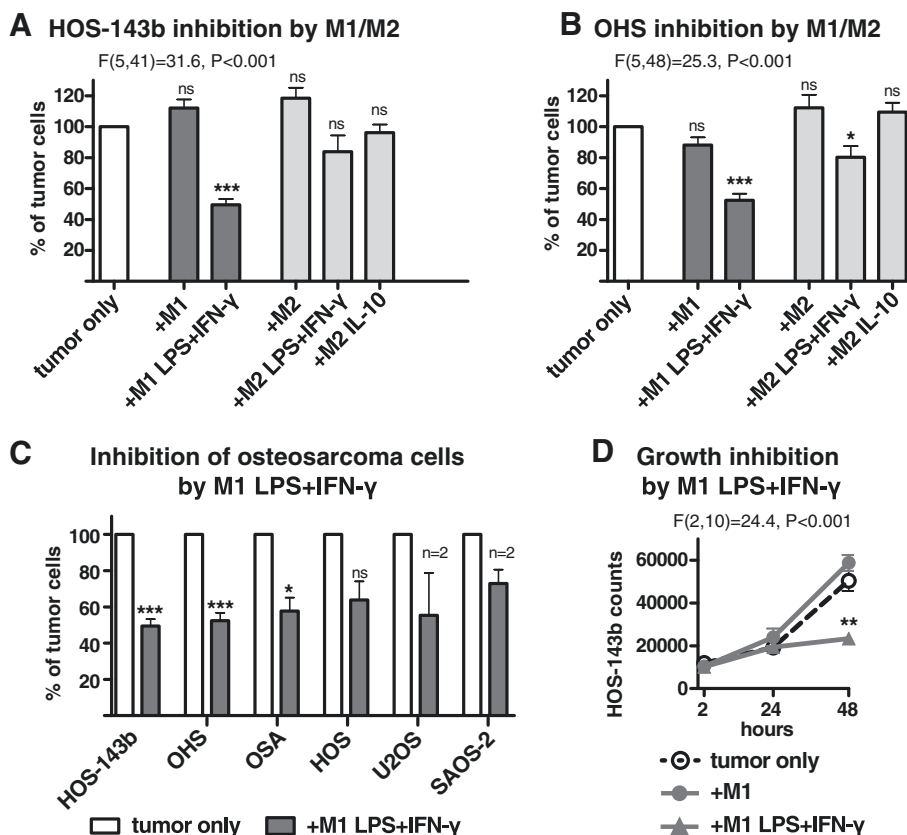 A HOS-143b inhibition by M1/M2
F(5,41)=31.6, P<0.001
% of tumor cells
120
100
80
60
40
20
0
ns
***
ns
ns
ns
tumor only
+M1
+M1 LPS+IFN-γ
+M2
+M2 LPS+IFN-γ
+M2 IL-10
B OHS inhibition by M1/M2
F(5,48)=25.3, P<0.001
% of tumor cells
120
100
80
60
40
20
0
ns
***
ns
*
ns
tumor only
+M1
+M1 LPS+IFN-γ
+M2
+M2 LPS+IFN-γ
+M2 IL-10
C Inhibition of osteosarcoma cells
by M1 LPS+IFN-γ
% of tumor cells
100
80
60
40
20
***
***
*
ns
n=2
n=2
HOS-143b
OHS
OSA
HOS
U2OS
SAOS-2
tumor only
+M1 LPS+IFN-γ
D Growth inhibition
by M1 LPS+IFN-γ
F(2,10)=24.4, P<0.001
HOS-143b counts
60000
40000
20000
0
**
2
24
48
hours
tumor only
+M1
+M1 LPS+IFN-γ